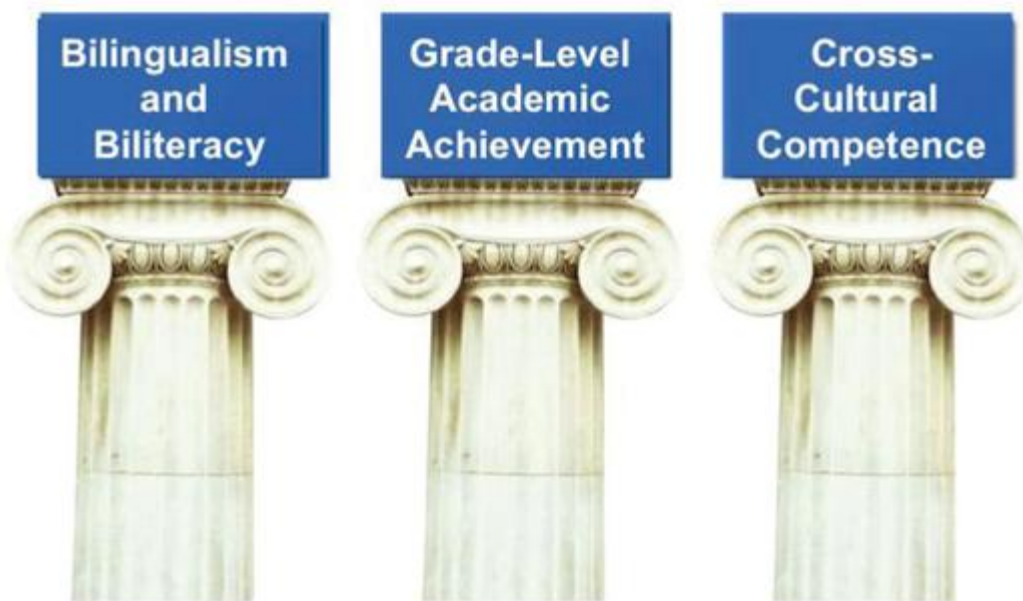 Bilingualism
and
Biliteracy
Grade-Level
Academic
Achievement
Cross-
Cultural
Competence